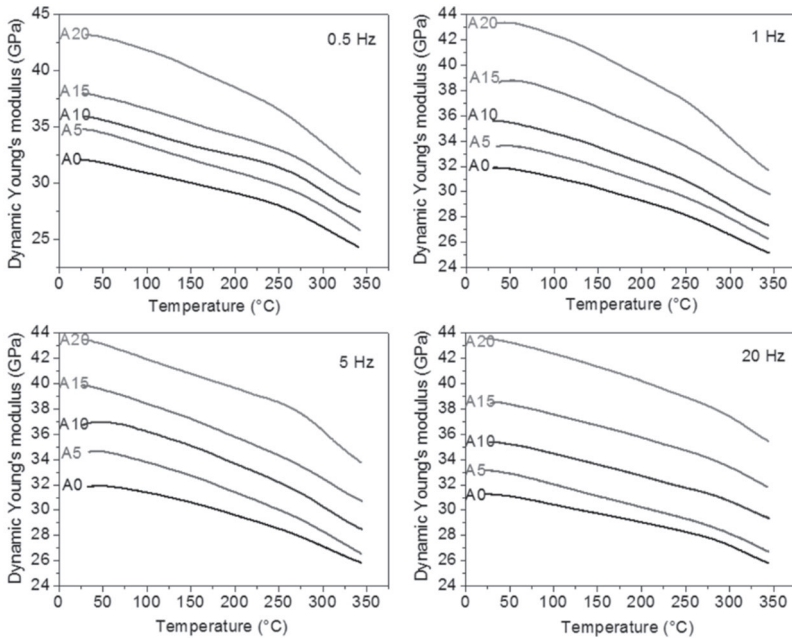 Dynamic Young's modulus (GPa)
45
40
35
30
25
A20
A15
A10
A5
A0
0.5 Hz
0 50 100 150 200 250 300 350
Temperature (°C)
Dynamic Young's modulus (GPa)
44
42
40
38
36
34
32
30
28
26
24
A20
A15
A10
A5
A0
1 Hz
0 50 100 150 200 250 300 350
Temperature (°C)
Dynamic Young's modulus (GPa)
44
42
40
38
36
34
32
30
28
26
24
A20
A15
A10
A5
A0
5 Hz
0 50 100 150 200 250 300 350
Temperature (°C)
Dynamic Young's modulus (GPa)
44
42
40
38
36
34
32
30
28
26
24
A20
A15
A10
A5
A0
20 Hz
0 50 100 150 200 250 300 350
Temperature (°C)